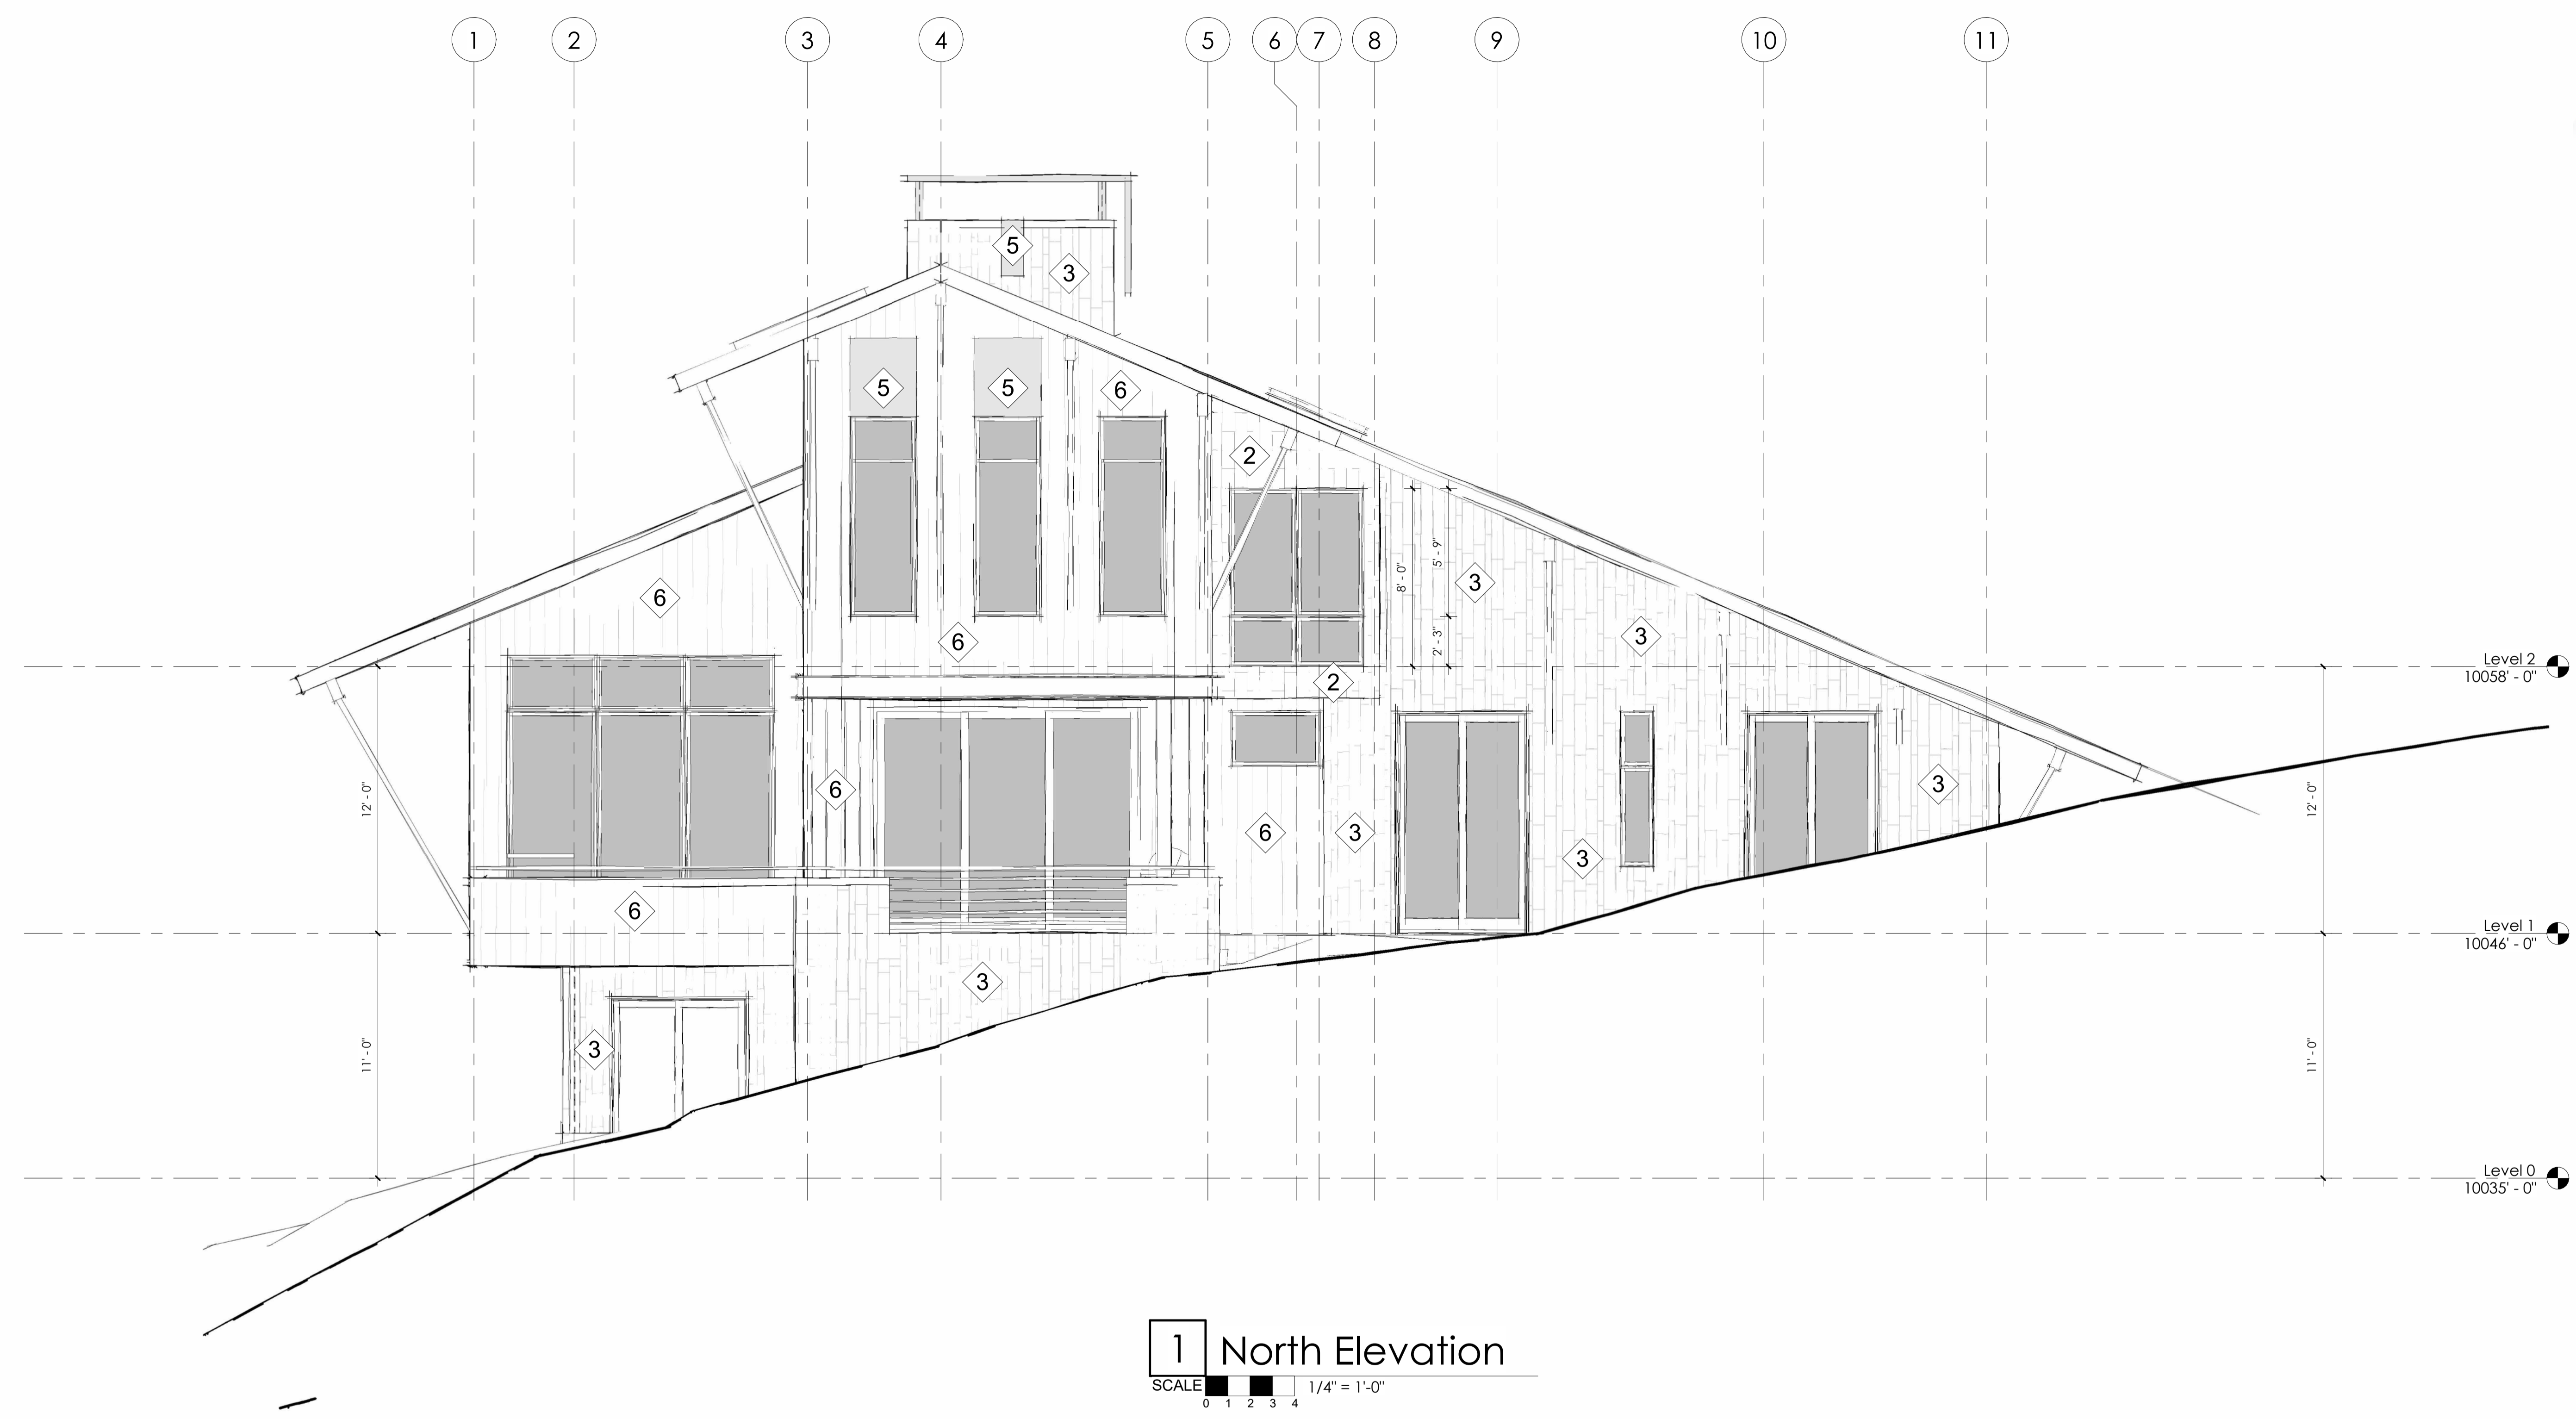 1 2 3 4 5 6 7 8 9 10 11
5
3
5 5 6
2
5' - 9"
8' - 0"
3
6
3
6
2' - 3"
Level 2
10058' - 0"
2
6
3
12' - 0"
12' - 0"
6 3
3
6
Level 1
10046' - 0"
3
3
11' - 0"
11' - 0"
Level 0
10035' - 0"
1 North Elevation
SCALE 1/4" = 1'-0"
0 1 2 3 4